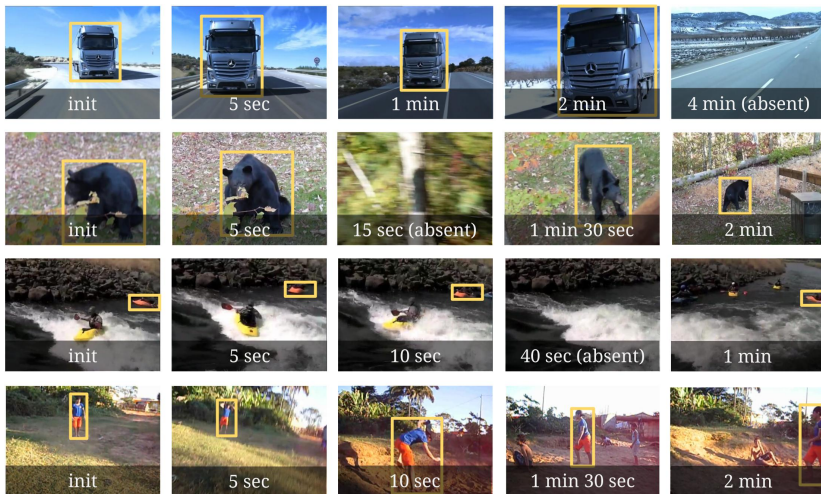 init
5 sec
1 min
2 min
4 min (absent)
init
5 sec
15 sec (absent)
1 min 30 sec
2 min
init
5 sec
10 sec
40 sec (absent)
1 min
init
5 sec
10 sec
1 min 30 sec
2 min